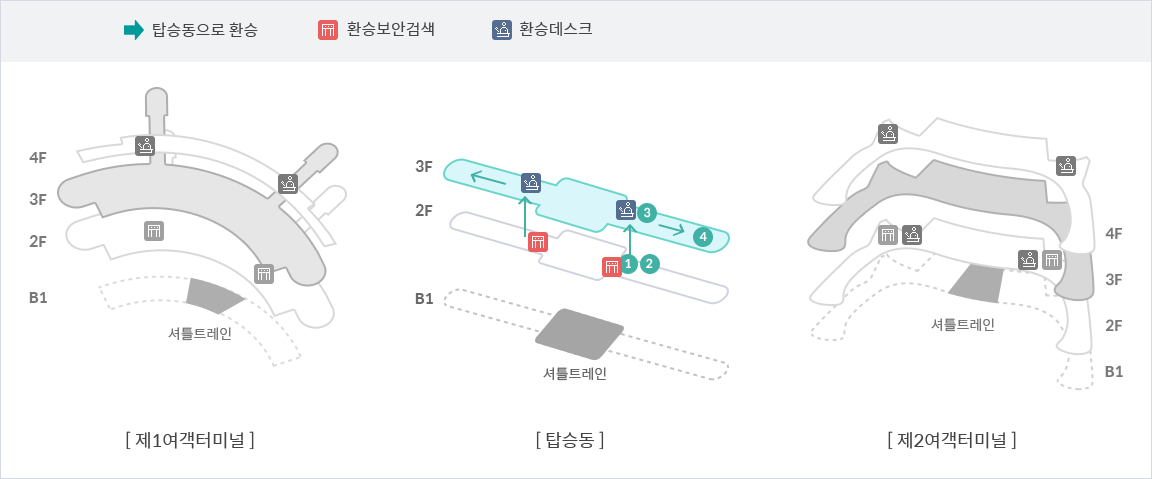 탑승동으로 환승
환승보안검색
환승데스크
4F
3F
2F
B1
셔틀트레인
[ 제1여객터미널 ]
3F
2F
B1
3
4
1
2
셔틀트레인
[ 탑승동 ]
4F
3F
2F
B1
셔틀트레인
[ 제2여객터미널 ]